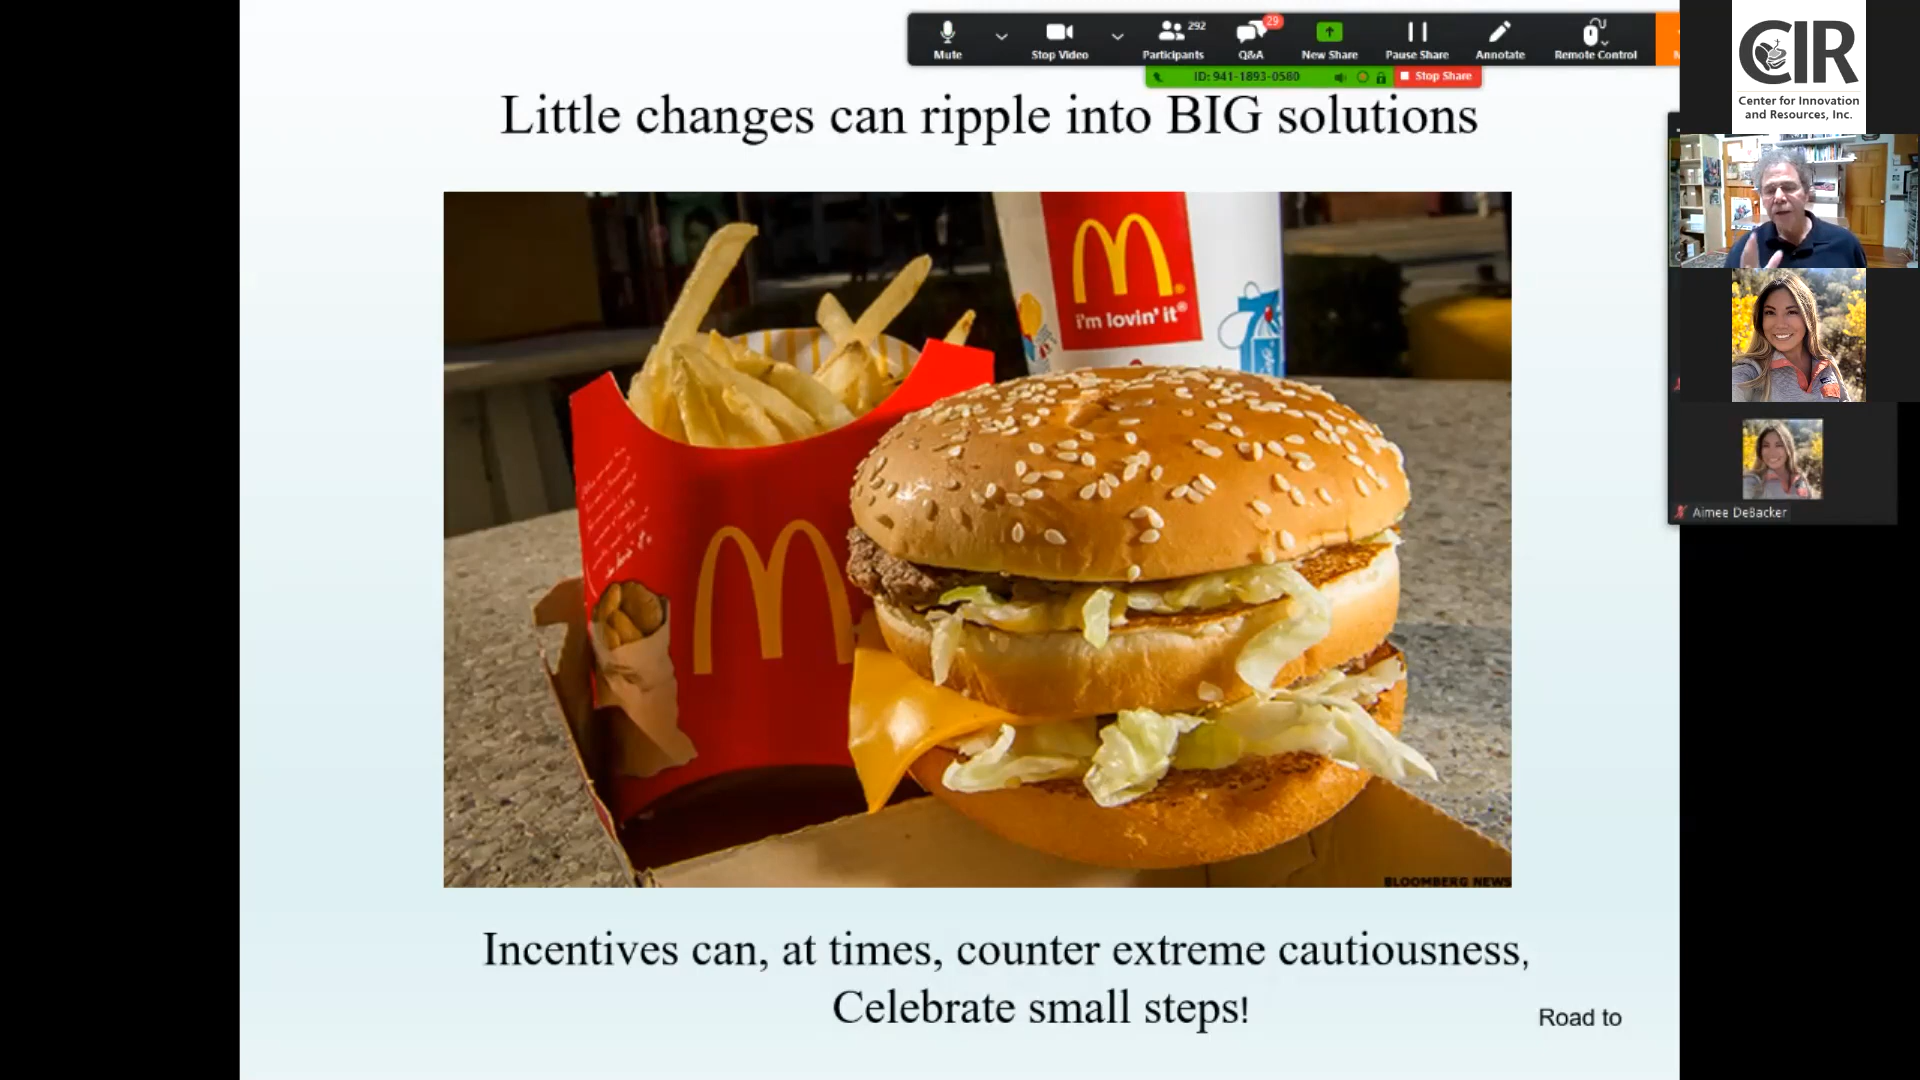 Mute
Stop Video
292
Participants
29
Q&A
New Share
Pause Share
Annotate
Remote Control
ID: 941-1893-0580
Stop Share
CIR
Center for Innovation
and Resources, Inc.
Little changes can ripple into BIG solutions
i'm lovin' it®
BLOOMBERG NEWS
Aimee DeBacker
Incentives can, at times, counter extreme cautiousness,
Celebrate small steps!
Road to